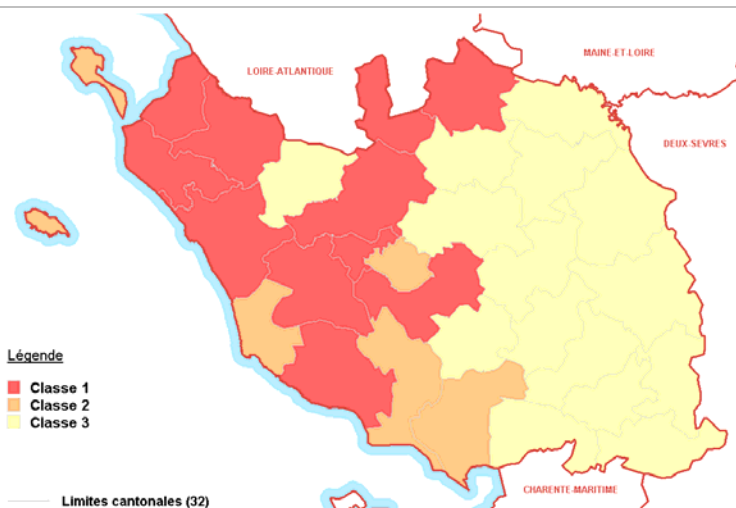 MAINE-ET-LOIRE
LOIRE-ATLANTIQUE
DEUX-SEVRES
Légende
Classe 1
Classe 2
Classe 3
CHARENTE-MARITIME
Limites cantonales (32)